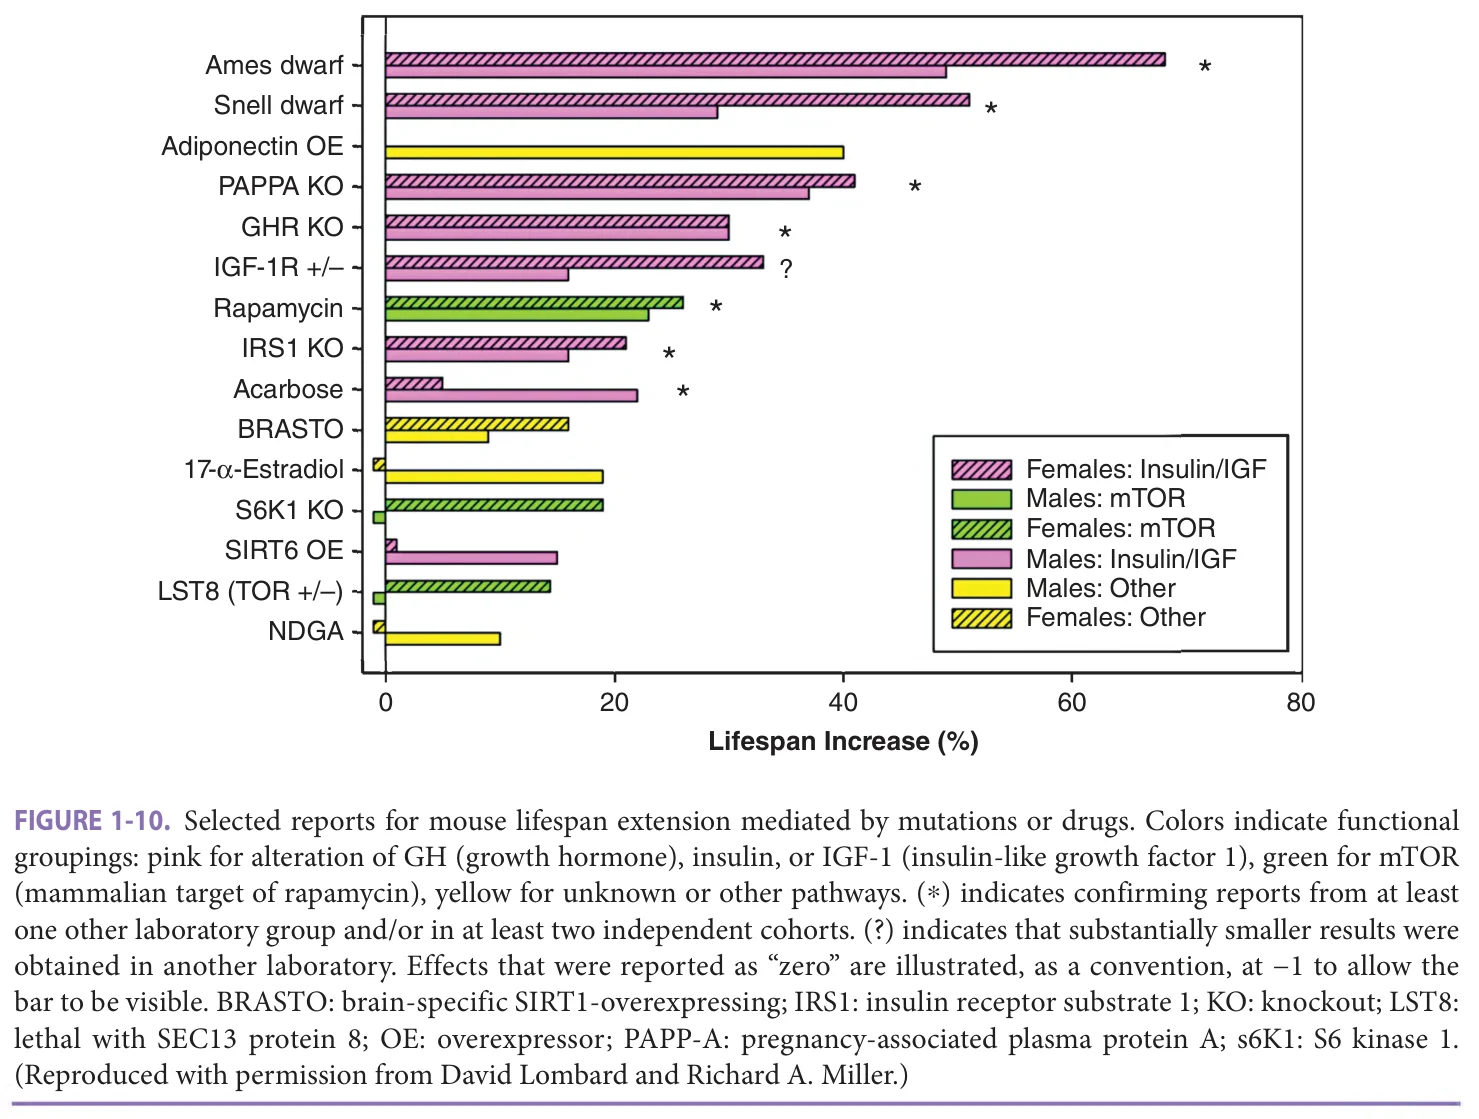 Ames dwarf
*
Snell dwarf
*
Adiponectin OE
PAPPA KO
*
GHR KO
*
IGF-1R +/–
?
Rapamycin
*
IRS1 KO
*
Acarbose
*
BRASTO
17-α-Estradiol
S6K1 KO
SIRT6 OE
LST8 (TOR +/–)
NDGA
Females: Insulin/IGF
Males: mTOR
Females: mTOR
Males: Insulin/IGF
Males: Other
Females: Other
0 20 40 60 80
Lifespan Increase (%)
FIGURE 1-10. Selected reports for mouse lifespan extension mediated by mutations or drugs. Colors indicate functional
groupings: pink for alteration of GH (growth hormone), insulin, or IGF-1 (insulin-like growth factor 1), green for mTOR
(mammalian target of rapamycin), yellow for unknown or other pathways. (*) indicates confirming reports from at least
one other laboratory group and/or in at least two independent cohorts. (?) indicates that substantially smaller results were
obtained in another laboratory. Effects that were reported as “zero” are illustrated, as a convention, at −1 to allow the
bar to be visible. BRASTO: brain-specific SIRT1-overexpressing; IRS1: insulin receptor substrate 1; KO: knockout; LST8:
lethal with SEC13 protein 8; OE: overexpressor; PAPP-A: pregnancy-associated plasma protein A; s6K1: S6 kinase 1.
(Reproduced with permission from David Lombard and Richard A. Miller.)